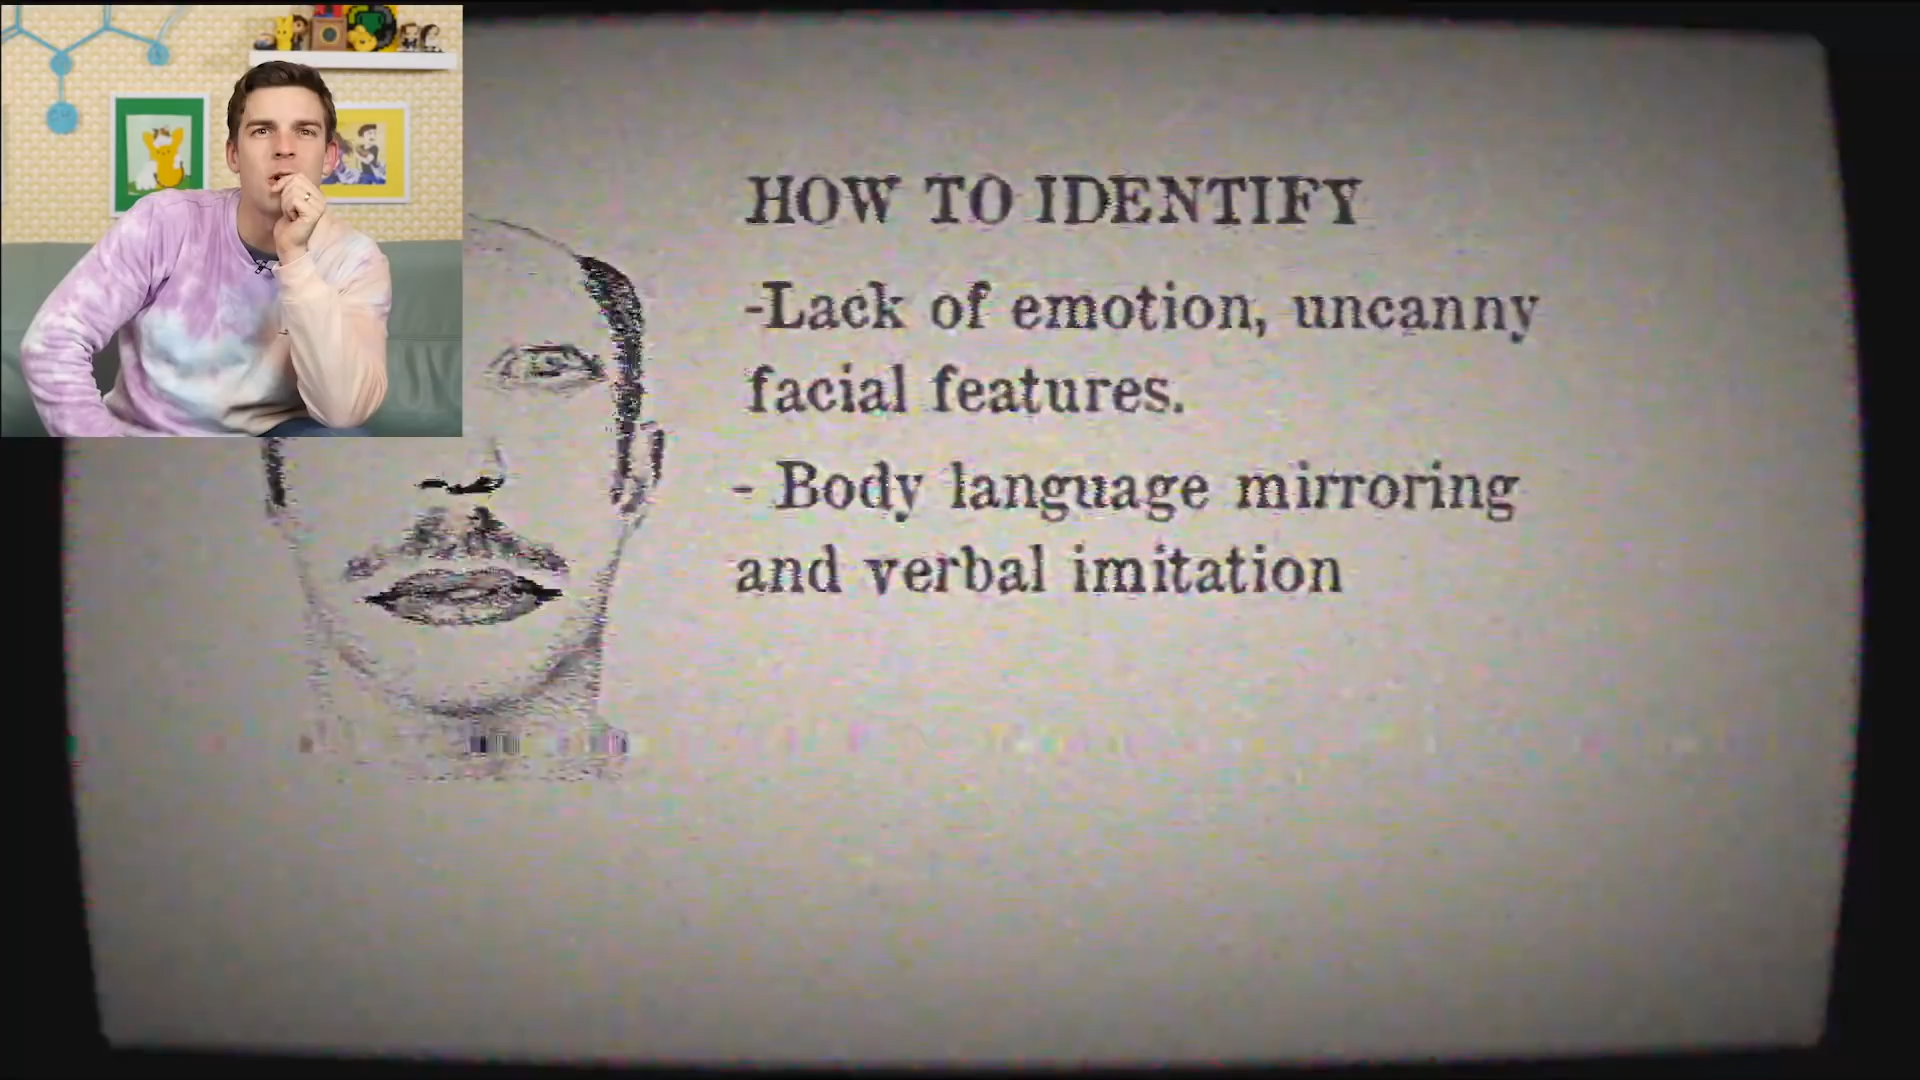 HOW TO IDENTIFY
-Lack of emotion, uncanny
facial features.
- Body language mirroring
and verbal imitation